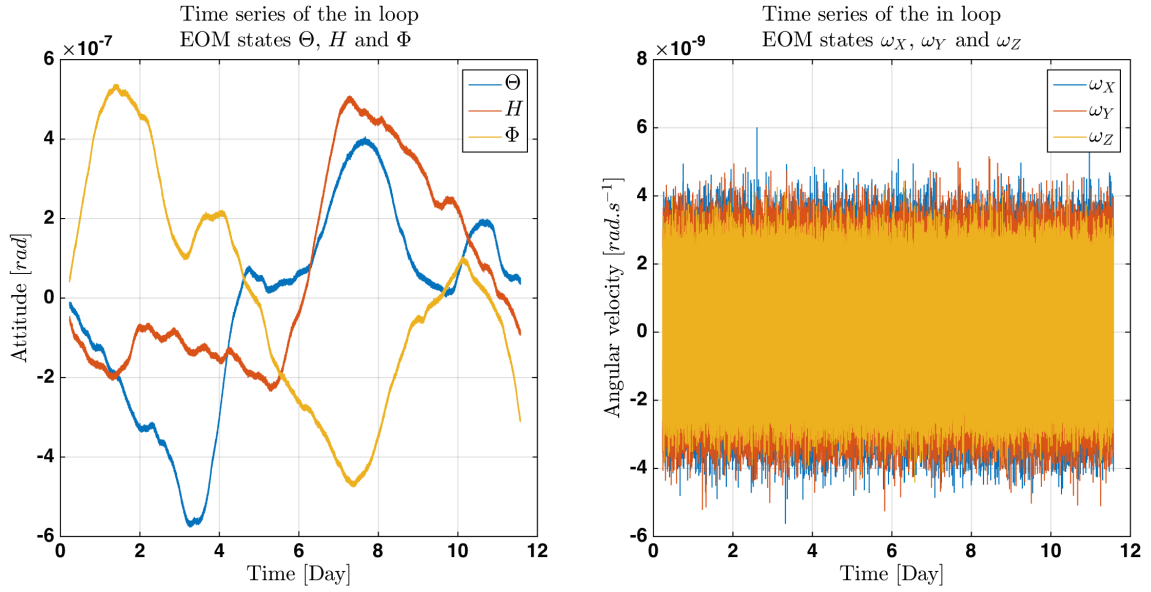 Time series of the in loop
EOM states Θ, H and Φ
×10⁻⁷
6
4
2
0
-2
-4
-6
Attitude [rad]
Θ
H
Φ
0 2 4 6 8 10 12
Time [Day]
Time series of the in loop
EOM states ω_X, ω_Y and ω_Z
×10⁻⁹
8
6
4
2
0
-2
-4
-6
Angular velocity [rad.s⁻¹]
ω_X
ω_Y
ω_Z
0 2 4 6 8 10 12
Time [Day]